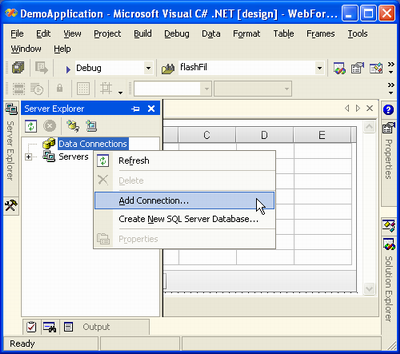 DemoApplication - Microsoft Visual C# .NET [design] - WebFor...
File Edit View Project Build Debug Data Format Table Frames Tools
Window Help
Debug flashFil
Server Explorer
C D E
Data Connections
Servers
Refresh
Delete
Add Connection...
Create New SQL Server Database...
Properties
Server Explorer
Properties
Solution Explorer
Output
Ready